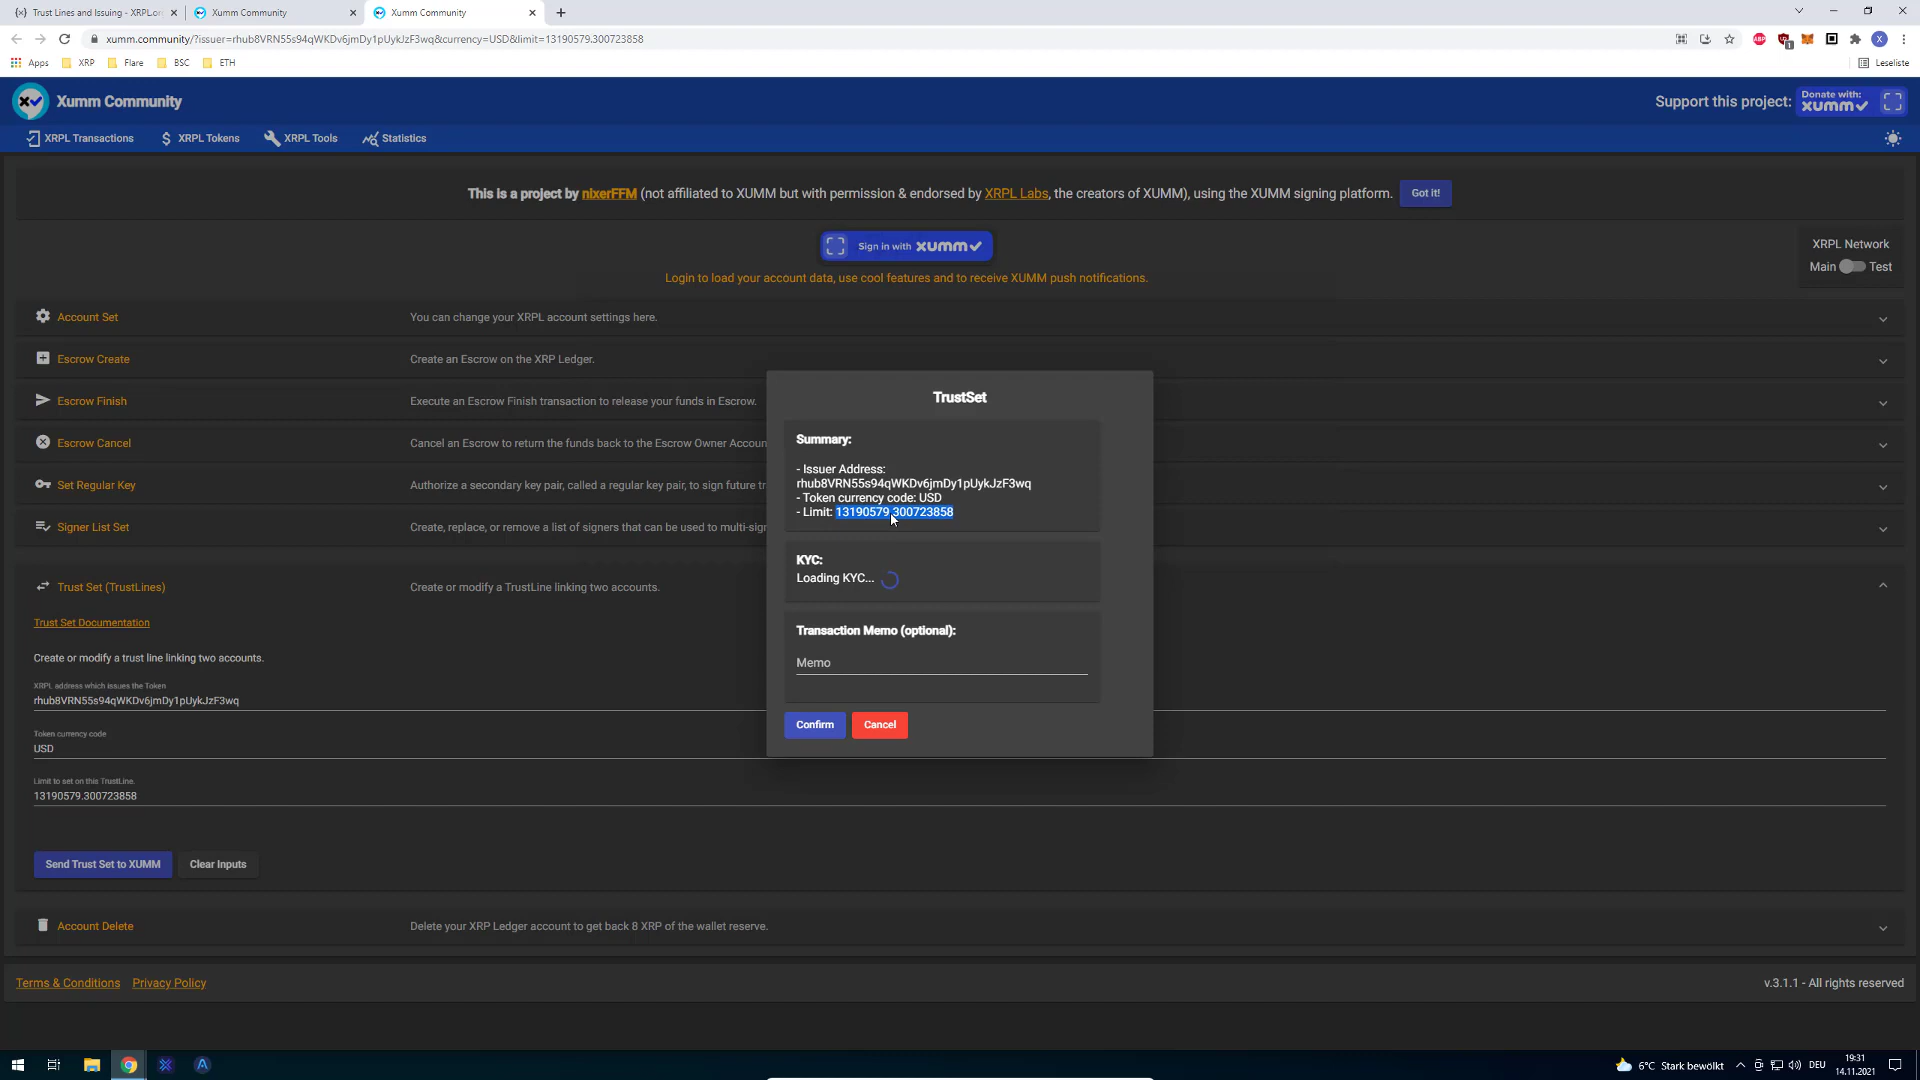 Trust Lines and Issuing - XRPL.or
Xumm Community
Xumm Community
xumm.community/?issuer=rhub8VRN55s94qWKDv6jmDy1pUykJzF3wq&currency=USD&limit=13190579.300723858
Apps
XRP
Flare
BSC
ETH
Leseliste
Xumm Community
Support this project:
Donate with:
xumm
XRPL Transactions
XRPL Tokens
XRPL Tools
Statistics
This is a project by nixerFFM (not affiliated to XUMM but with permission & endorsed by XRPL Labs, the creators of XUMM), using the XUMM signing platform.
Got it!
Sign in with xumm
Login to load your account data, use cool features and to receive XUMM push notifications.
XRPL Network
Main Test
Account Set
You can change your XRPL account settings here.
Escrow Create
Create an Escrow on the XRP Ledger.
Escrow Finish
Execute an Escrow Finish transaction to release your funds in Escrow.
Escrow Cancel
Cancel an Escrow to return the funds back to the Escrow Owner Accou
Set Regular Key
Authorize a secondary key pair, called a regular key pair, to sign future tr
Signer List Set
Create, replace, or remove a list of signers that can be used to multi-sig
Trust Set (TrustLines)
Create or modify a TrustLine linking two accounts.
Trust Set Documentation
Create or modify a trust line linking two accounts.
XRPL address which issues the Token
rhub8VRN55s94qWKDv6jmDy1pUykJzF3wq
Token currency code
USD
Limit to set on this TrustLine.
13190579.300723858
Send Trust Set to XUMM
Clear Inputs
Account Delete
Delete your XRP Ledger account to get back 8 XRP of the wallet reserve.
TrustSet
Summary:
- Issuer Address:
rhub8VRN55s94qWKDv6jmDy1pUykJzF3wq
- Token currency code: USD
- Limit: 13190579.300723858
KYC:
Loading KYC...
Transaction Memo (optional):
Memo
Confirm
Cancel
Terms & Conditions
Privacy Policy
v.3.1.1 - All rights reserved
6°C Stark bewölkt
DEU
19:31
14.11.2021